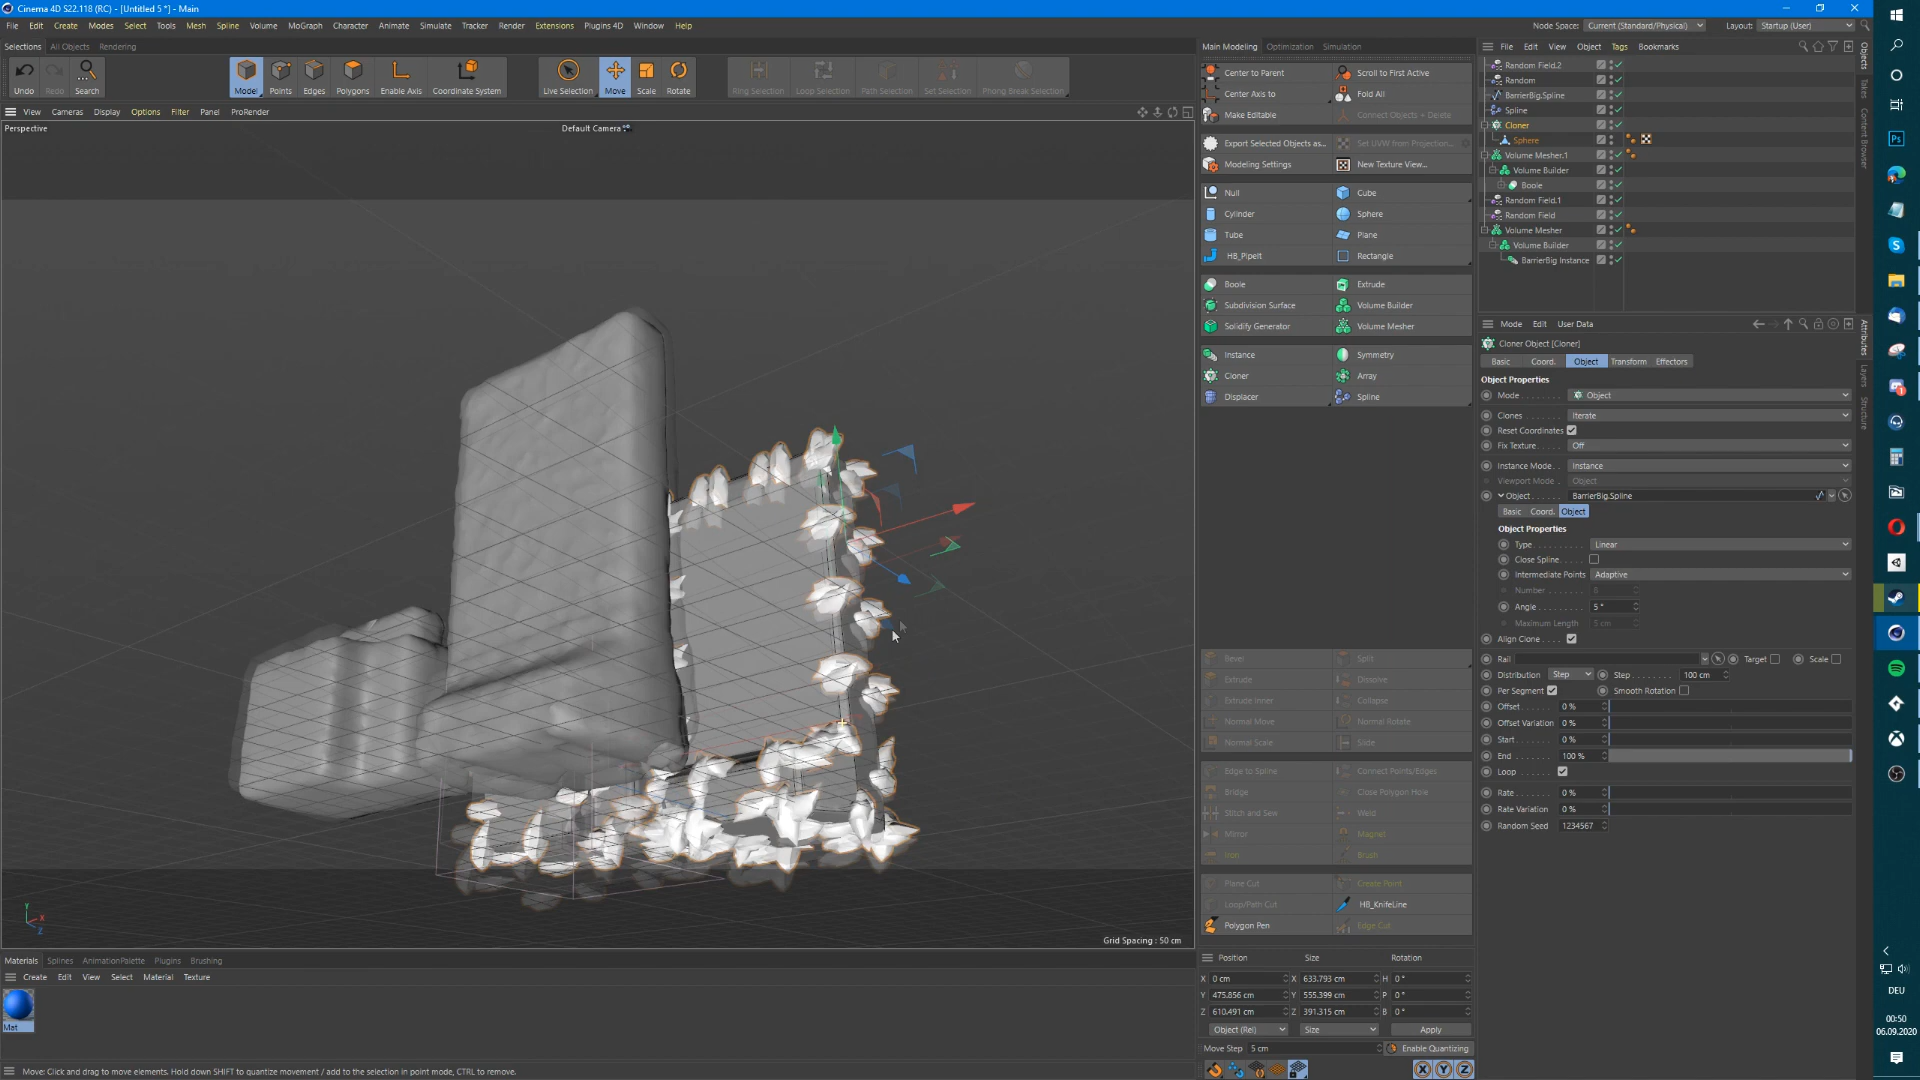 Cinema 4D S22.118 (RC) - [Untitled 5 *] - Main
File Edit Create Modes Select Tools Mesh Spline Volume MoGraph Character Animate Simulate Tracker Render Extensions Plugins 4D Window Help
Node Space: Current (Standard/Physical) Layout: Startup (User)
Selections All Objects Rendering
Undo Redo Search Model Points Edges Polygons Enable Axis Coordinate System Live Selection Move Scale Rotate Ring Selection Loop Selection Path Selection Set Selection Phong Break Selection
View Cameras Display Options Filter Panel ProRender
Perspective
Default Camera
Grid Spacing : 50 cm
Main Modeling Optimization Simulation
Center to Parent Scroll to First Active
Center Axis to Fold All
Make Editable Connect Objects + Delete
Export Selected Objects as... Set UVW from Projection...
Modeling Settings New Texture View...
Null Cube
Cylinder Sphere
Tube Plane
HB_PipeIt Rectangle
Boole Extrude
Subdivision Surface Volume Builder
Solidify Generator Volume Mesher
Instance Symmetry
Cloner Array
Displacer Spline
Bevel Split
Extrude Dissolve
Extrude Inner Collapse
Normal Move Normal Rotate
Normal Scale Slide
Edge to Spline Connect Points/Edges
Bridge Close Polygon Hole
Stitch and Sew Weld
Mirror Magnet
Iron Brush
Plane Cut Create Point
Loop/Path Cut HB_KnifeLine
Polygon Pen Edge Cut
Position Size Rotation
X 0 cm X 633.793 cm H 0 °
Y 475.856 cm Y 555.399 cm P 0 °
Z 610.491 cm Z 391.315 cm B 0 °
Object (Rel) Size Apply
Move Step 5 cm Enable Quantizing
X Y Z
File Edit View Object Tags Bookmarks
Random Field.2
Random
BarrierBig.Spline
Spline
Cloner
Sphere
Volume Mesher.1
Volume Builder
Boole
Random Field.1
Random Field
Volume Mesher
Volume Builder
BarrierBig Instance
Mode Edit User Data
Cloner Object [Cloner]
Basic Coord. Object Transform Effectors
Object Properties
Mode Object
Clones Iterate
Reset Coordinates
Fix Texture Off
Instance Mode Instance
Viewport Mode Object
Object BarrierBig.Spline
Basic Coord. Object
Object Properties
Type Linear
Close Spline
Intermediate Points Adaptive
Number 8
Angle 5 °
Maximum Length 5 cm
Align Clone
Rail Target Scale
Distribution Step Step 100 cm
Per Segment Smooth Rotation
Offset 0 %
Offset Variation 0 %
Start 0 %
End 100 %
Loop
Rate 0 %
Rate Variation 0 %
Random Seed 1234567
Objects Takes Content Browser
Attributes Layers Structure
Materials Splines AnimationPalette Plugins Brushing
Create Edit View Select Material Texture
Mat
Move: Click and drag to move elements. Hold down SHIFT to quantize movement / add to the selection in point mode, CTRL to remove.
DEU
00:50
06.09.2020